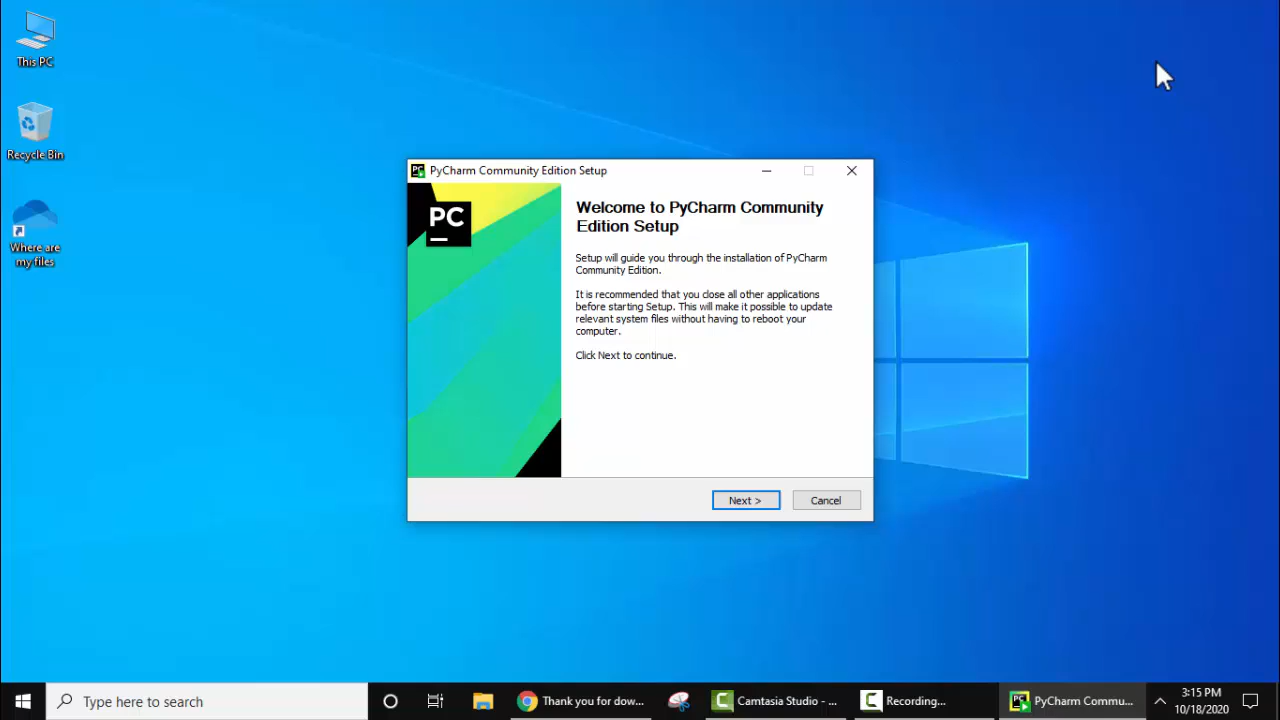 This PC
Recycle Bin
Where are
my files
PC PyCharm Community Edition Setup
PC
Welcome to PyCharm Community
Edition Setup
Setup will guide you through the installation of PyCharm
Community Edition.
It is recommended that you close all other applications
before starting Setup. This will make it possible to update
relevant system files without having to reboot your
computer.
Click Next to continue.
Next >
Cancel
Type here to search
Thank you for dow...
C Camtasia Studio - ...
C Recording...
PC PyCharm Commu...
3:15 PM
10/18/2020